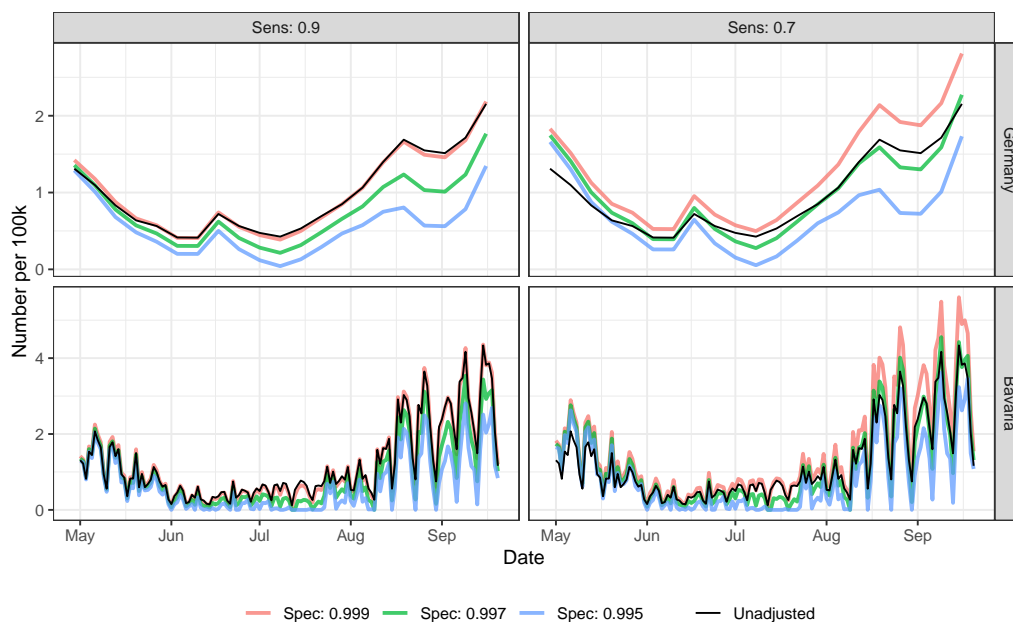 Sens: 0.9
Sens: 0.7
Germany
Bavaria
Number per 100k
2
1
0
4
2
0
May
Jun
Jul
Aug
Sep
May
Jun
Jul
Aug
Sep
Date
Spec: 0.999
Spec: 0.997
Spec: 0.995
Unadjusted